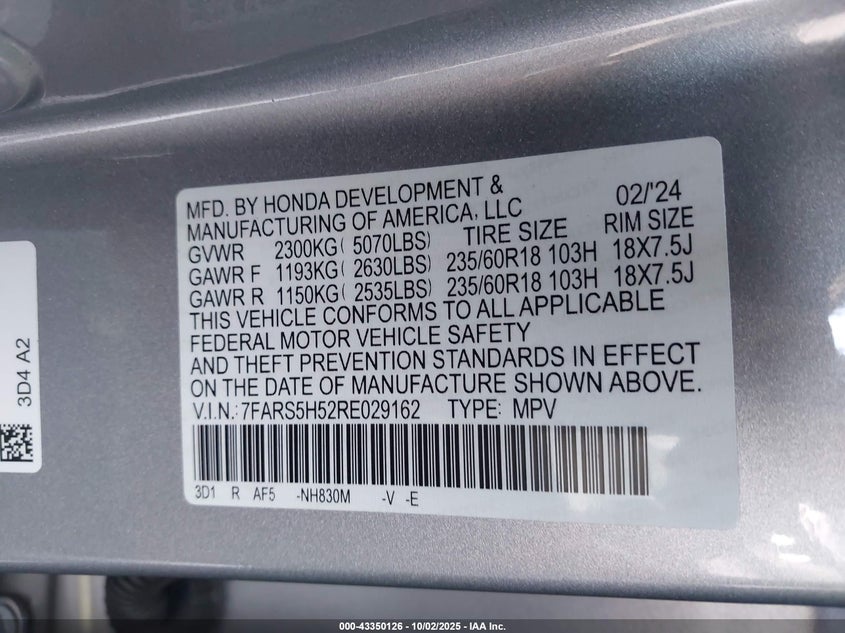 MFD. BY HONDA DEVELOPMENT &
MANUFACTURING OF AMERICA, LLC 02/'24
GVWR 2300KG( 5070LBS) TIRE SIZE RIM SIZE
GAWR F 1193KG( 2630LBS) 235/60R18 103H 18X7.5J
GAWR R 1150KG( 2535LBS) 235/60R18 103H 18X7.5J
THIS VEHICLE CONFORMS TO ALL APPLICABLE
FEDERAL MOTOR VEHICLE SAFETY
AND THEFT PREVENTION STANDARDS IN EFFECT
ON THE DATE OF MANUFACTURE SHOWN ABOVE.
V.I.N.: 7FARS5H52RE029162 TYPE: MPV
3D1 R AF5 -NH830M -V -E
3D4 A2
000-43350126 - 10/02/2025 - IAA Inc.